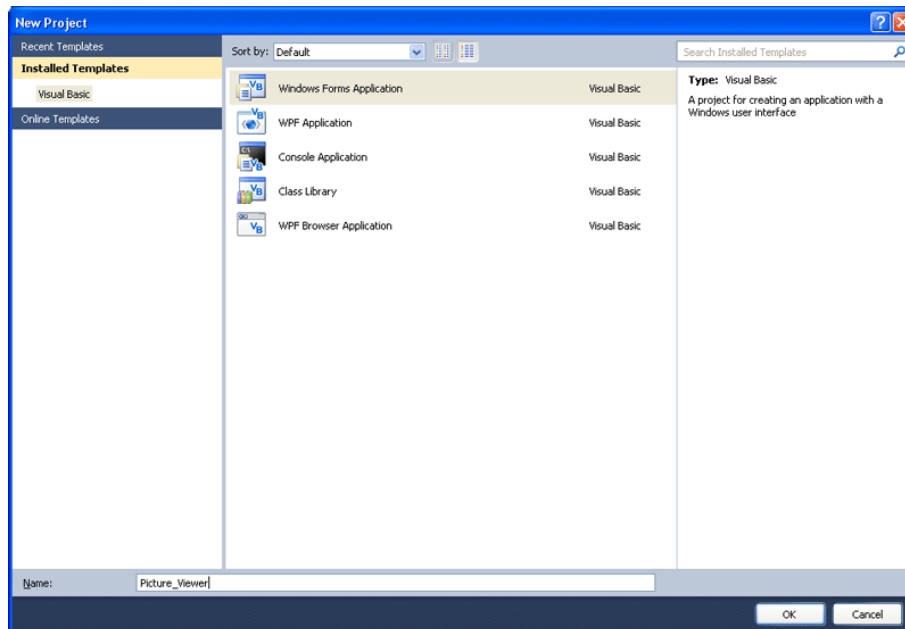 New Project
Recent Templates
Installed Templates
Visual Basic
Online Templates
Sort by: Default
Search Installed Templates
Windows Forms Application Visual Basic
WPF Application Visual Basic
Console Application Visual Basic
Class Library Visual Basic
WPF Browser Application Visual Basic
Type: Visual Basic
A project for creating an application with a
Windows user interface
Name: Picture_Viewer
OK Cancel